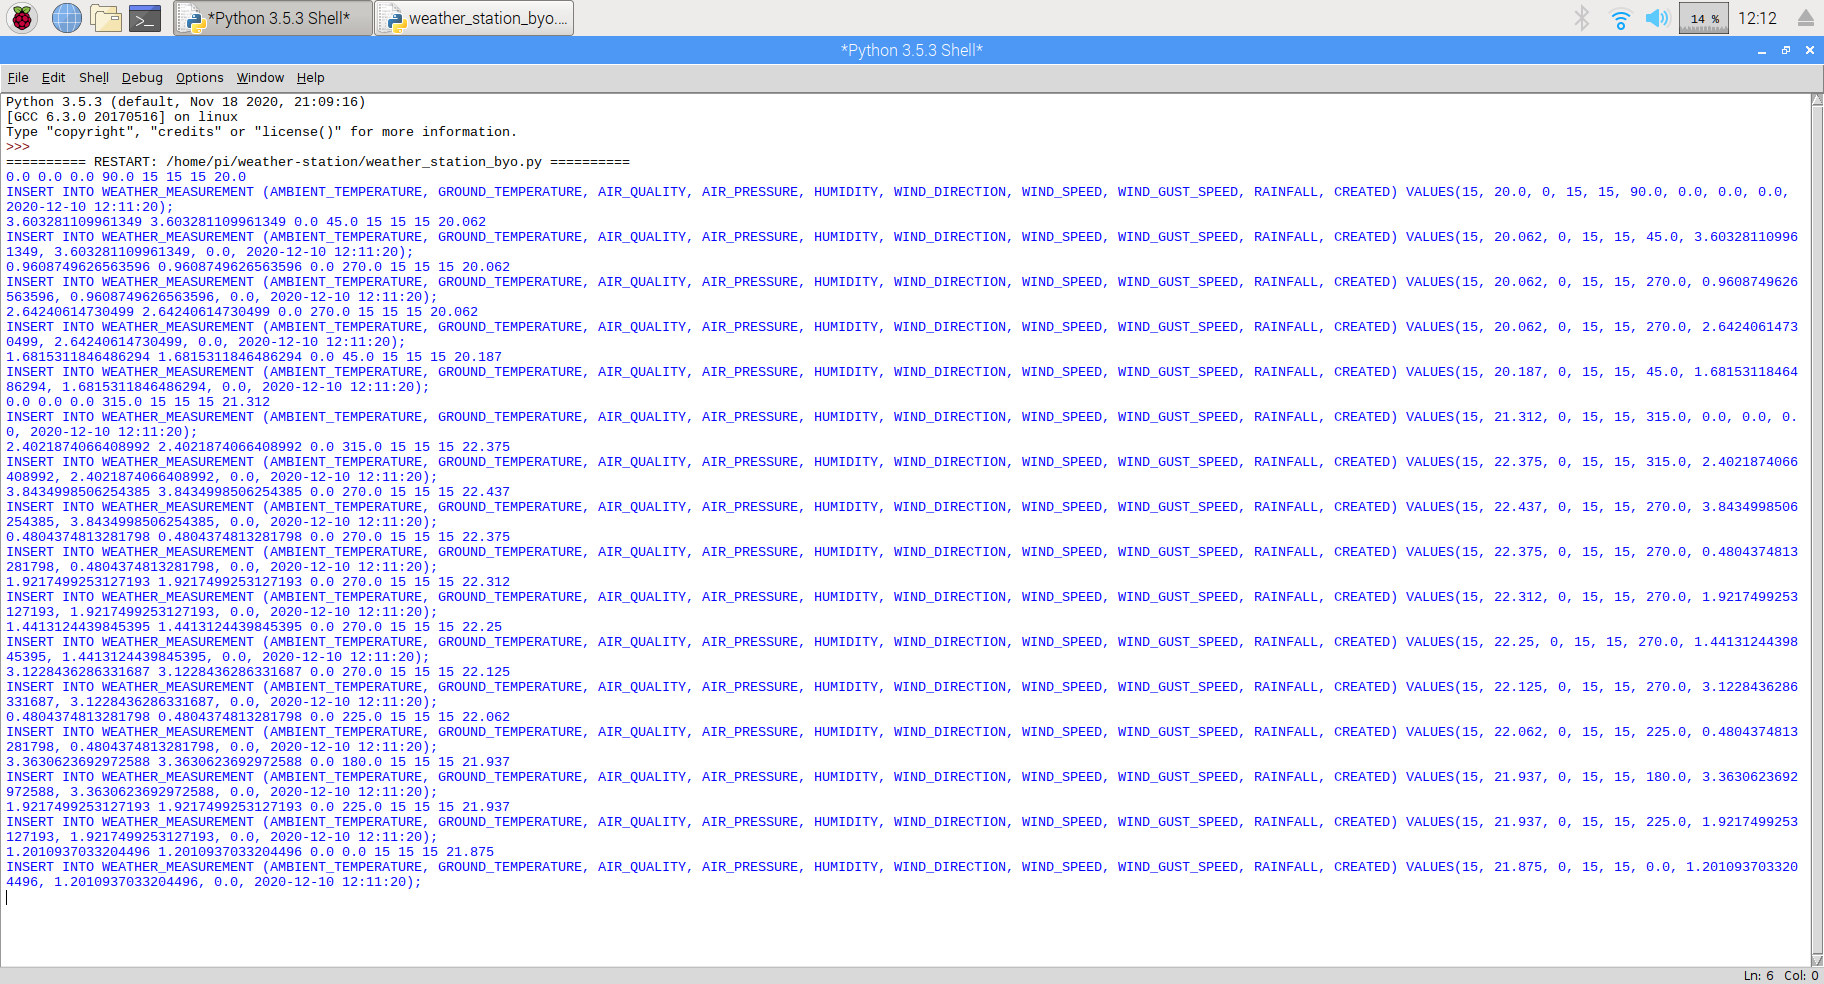 *Python 3.5.3 Shell*
weather_station_byo....
14 %
12:12
*Python 3.5.3 Shell*
File Edit Shell Debug Options Window Help
Python 3.5.3 (default, Nov 18 2020, 21:09:16)
[GCC 6.3.0 20170516] on linux
Type "copyright", "credits" or "license()" for more information.
>>>
========== RESTART: /home/pi/weather-station/weather_station_byo.py ==========
0.0 0.0 0.0 90.0 15 15 15 20.0
INSERT INTO WEATHER_MEASUREMENT (AMBIENT_TEMPERATURE, GROUND_TEMPERATURE, AIR_QUALITY, AIR_PRESSURE, HUMIDITY, WIND_DIRECTION, WIND_SPEED, WIND_GUST_SPEED, RAINFALL, CREATED) VALUES(15, 20.0, 0, 15, 15, 90.0, 0.0, 0.0, 0.0,
2020-12-10 12:11:20);
3.603281109961349 3.603281109961349 0.0 45.0 15 15 15 20.062
INSERT INTO WEATHER_MEASUREMENT (AMBIENT_TEMPERATURE, GROUND_TEMPERATURE, AIR_QUALITY, AIR_PRESSURE, HUMIDITY, WIND_DIRECTION, WIND_SPEED, WIND_GUST_SPEED, RAINFALL, CREATED) VALUES(15, 20.062, 0, 15, 15, 45.0, 3.60328110996
1349, 3.603281109961349, 0.0, 2020-12-10 12:11:20);
0.9608749626563596 0.9608749626563596 0.0 270.0 15 15 15 20.062
INSERT INTO WEATHER_MEASUREMENT (AMBIENT_TEMPERATURE, GROUND_TEMPERATURE, AIR_QUALITY, AIR_PRESSURE, HUMIDITY, WIND_DIRECTION, WIND_SPEED, WIND_GUST_SPEED, RAINFALL, CREATED) VALUES(15, 20.062, 0, 15, 15, 270.0, 0.9608749626
563596, 0.9608749626563596, 0.0, 2020-12-10 12:11:20);
2.64240614730499 2.64240614730499 0.0 270.0 15 15 15 20.062
INSERT INTO WEATHER_MEASUREMENT (AMBIENT_TEMPERATURE, GROUND_TEMPERATURE, AIR_QUALITY, AIR_PRESSURE, HUMIDITY, WIND_DIRECTION, WIND_SPEED, WIND_GUST_SPEED, RAINFALL, CREATED) VALUES(15, 20.062, 0, 15, 15, 270.0, 2.6424061473
0499, 2.64240614730499, 0.0, 2020-12-10 12:11:20);
1.6815311846486294 1.6815311846486294 0.0 45.0 15 15 15 20.187
INSERT INTO WEATHER_MEASUREMENT (AMBIENT_TEMPERATURE, GROUND_TEMPERATURE, AIR_QUALITY, AIR_PRESSURE, HUMIDITY, WIND_DIRECTION, WIND_SPEED, WIND_GUST_SPEED, RAINFALL, CREATED) VALUES(15, 20.187, 0, 15, 15, 45.0, 1.68153118464
86294, 1.6815311846486294, 0.0, 2020-12-10 12:11:20);
0.0 0.0 0.0 315.0 15 15 15 21.312
INSERT INTO WEATHER_MEASUREMENT (AMBIENT_TEMPERATURE, GROUND_TEMPERATURE, AIR_QUALITY, AIR_PRESSURE, HUMIDITY, WIND_DIRECTION, WIND_SPEED, WIND_GUST_SPEED, RAINFALL, CREATED) VALUES(15, 21.312, 0, 15, 15, 315.0, 0.0, 0.0, 0.
0, 2020-12-10 12:11:20);
2.4021874066408992 2.4021874066408992 0.0 315.0 15 15 15 22.375
INSERT INTO WEATHER_MEASUREMENT (AMBIENT_TEMPERATURE, GROUND_TEMPERATURE, AIR_QUALITY, AIR_PRESSURE, HUMIDITY, WIND_DIRECTION, WIND_SPEED, WIND_GUST_SPEED, RAINFALL, CREATED) VALUES(15, 22.375, 0, 15, 15, 315.0, 2.4021874066
408992, 2.4021874066408992, 0.0, 2020-12-10 12:11:20);
3.8434998506254385 3.8434998506254385 0.0 270.0 15 15 15 22.437
INSERT INTO WEATHER_MEASUREMENT (AMBIENT_TEMPERATURE, GROUND_TEMPERATURE, AIR_QUALITY, AIR_PRESSURE, HUMIDITY, WIND_DIRECTION, WIND_SPEED, WIND_GUST_SPEED, RAINFALL, CREATED) VALUES(15, 22.437, 0, 15, 15, 270.0, 3.8434998506
254385, 3.8434998506254385, 0.0, 2020-12-10 12:11:20);
0.4804374813281798 0.4804374813281798 0.0 270.0 15 15 15 22.375
INSERT INTO WEATHER_MEASUREMENT (AMBIENT_TEMPERATURE, GROUND_TEMPERATURE, AIR_QUALITY, AIR_PRESSURE, HUMIDITY, WIND_DIRECTION, WIND_SPEED, WIND_GUST_SPEED, RAINFALL, CREATED) VALUES(15, 22.375, 0, 15, 15, 270.0, 0.4804374813
281798, 0.4804374813281798, 0.0, 2020-12-10 12:11:20);
1.9217499253127193 1.9217499253127193 0.0 270.0 15 15 15 22.312
INSERT INTO WEATHER_MEASUREMENT (AMBIENT_TEMPERATURE, GROUND_TEMPERATURE, AIR_QUALITY, AIR_PRESSURE, HUMIDITY, WIND_DIRECTION, WIND_SPEED, WIND_GUST_SPEED, RAINFALL, CREATED) VALUES(15, 22.312, 0, 15, 15, 270.0, 1.9217499253
127193, 1.9217499253127193, 0.0, 2020-12-10 12:11:20);
1.4413124439845395 1.4413124439845395 0.0 270.0 15 15 15 22.25
INSERT INTO WEATHER_MEASUREMENT (AMBIENT_TEMPERATURE, GROUND_TEMPERATURE, AIR_QUALITY, AIR_PRESSURE, HUMIDITY, WIND_DIRECTION, WIND_SPEED, WIND_GUST_SPEED, RAINFALL, CREATED) VALUES(15, 22.25, 0, 15, 15, 270.0, 1.44131244398
45395, 1.4413124439845395, 0.0, 2020-12-10 12:11:20);
3.1228436286331687 3.1228436286331687 0.0 270.0 15 15 15 22.125
INSERT INTO WEATHER_MEASUREMENT (AMBIENT_TEMPERATURE, GROUND_TEMPERATURE, AIR_QUALITY, AIR_PRESSURE, HUMIDITY, WIND_DIRECTION, WIND_SPEED, WIND_GUST_SPEED, RAINFALL, CREATED) VALUES(15, 22.125, 0, 15, 15, 270.0, 3.1228436286
331687, 3.1228436286331687, 0.0, 2020-12-10 12:11:20);
0.4804374813281798 0.4804374813281798 0.0 225.0 15 15 15 22.062
INSERT INTO WEATHER_MEASUREMENT (AMBIENT_TEMPERATURE, GROUND_TEMPERATURE, AIR_QUALITY, AIR_PRESSURE, HUMIDITY, WIND_DIRECTION, WIND_SPEED, WIND_GUST_SPEED, RAINFALL, CREATED) VALUES(15, 22.062, 0, 15, 15, 225.0, 0.4804374813
281798, 0.4804374813281798, 0.0, 2020-12-10 12:11:20);
3.3630623692972588 3.3630623692972588 0.0 180.0 15 15 15 21.937
INSERT INTO WEATHER_MEASUREMENT (AMBIENT_TEMPERATURE, GROUND_TEMPERATURE, AIR_QUALITY, AIR_PRESSURE, HUMIDITY, WIND_DIRECTION, WIND_SPEED, WIND_GUST_SPEED, RAINFALL, CREATED) VALUES(15, 21.937, 0, 15, 15, 180.0, 3.3630623692
972588, 3.3630623692972588, 0.0, 2020-12-10 12:11:20);
1.9217499253127193 1.9217499253127193 0.0 225.0 15 15 15 21.937
INSERT INTO WEATHER_MEASUREMENT (AMBIENT_TEMPERATURE, GROUND_TEMPERATURE, AIR_QUALITY, AIR_PRESSURE, HUMIDITY, WIND_DIRECTION, WIND_SPEED, WIND_GUST_SPEED, RAINFALL, CREATED) VALUES(15, 21.937, 0, 15, 15, 225.0, 1.9217499253
127193, 1.9217499253127193, 0.0, 2020-12-10 12:11:20);
1.2010937033204496 1.2010937033204496 0.0 0.0 15 15 15 21.875
INSERT INTO WEATHER_MEASUREMENT (AMBIENT_TEMPERATURE, GROUND_TEMPERATURE, AIR_QUALITY, AIR_PRESSURE, HUMIDITY, WIND_DIRECTION, WIND_SPEED, WIND_GUST_SPEED, RAINFALL, CREATED) VALUES(15, 21.875, 0, 15, 15, 0.0, 1.201093703320
4496, 1.2010937033204496, 0.0, 2020-12-10 12:11:20);
Ln: 6 Col: 0